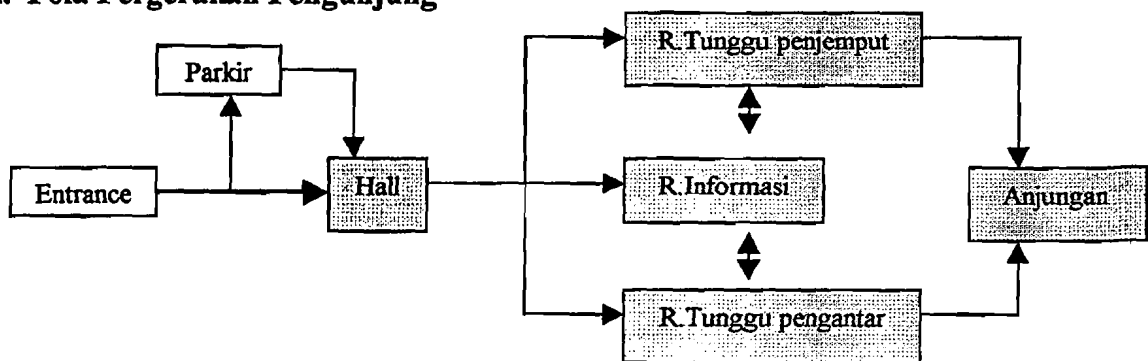 Pola Pergerakan Pengunjung
R.Tunggu penjemput
Parkir
Entrance
Hall
R.Informasi
Anjungan
R.Tunggu pengantar